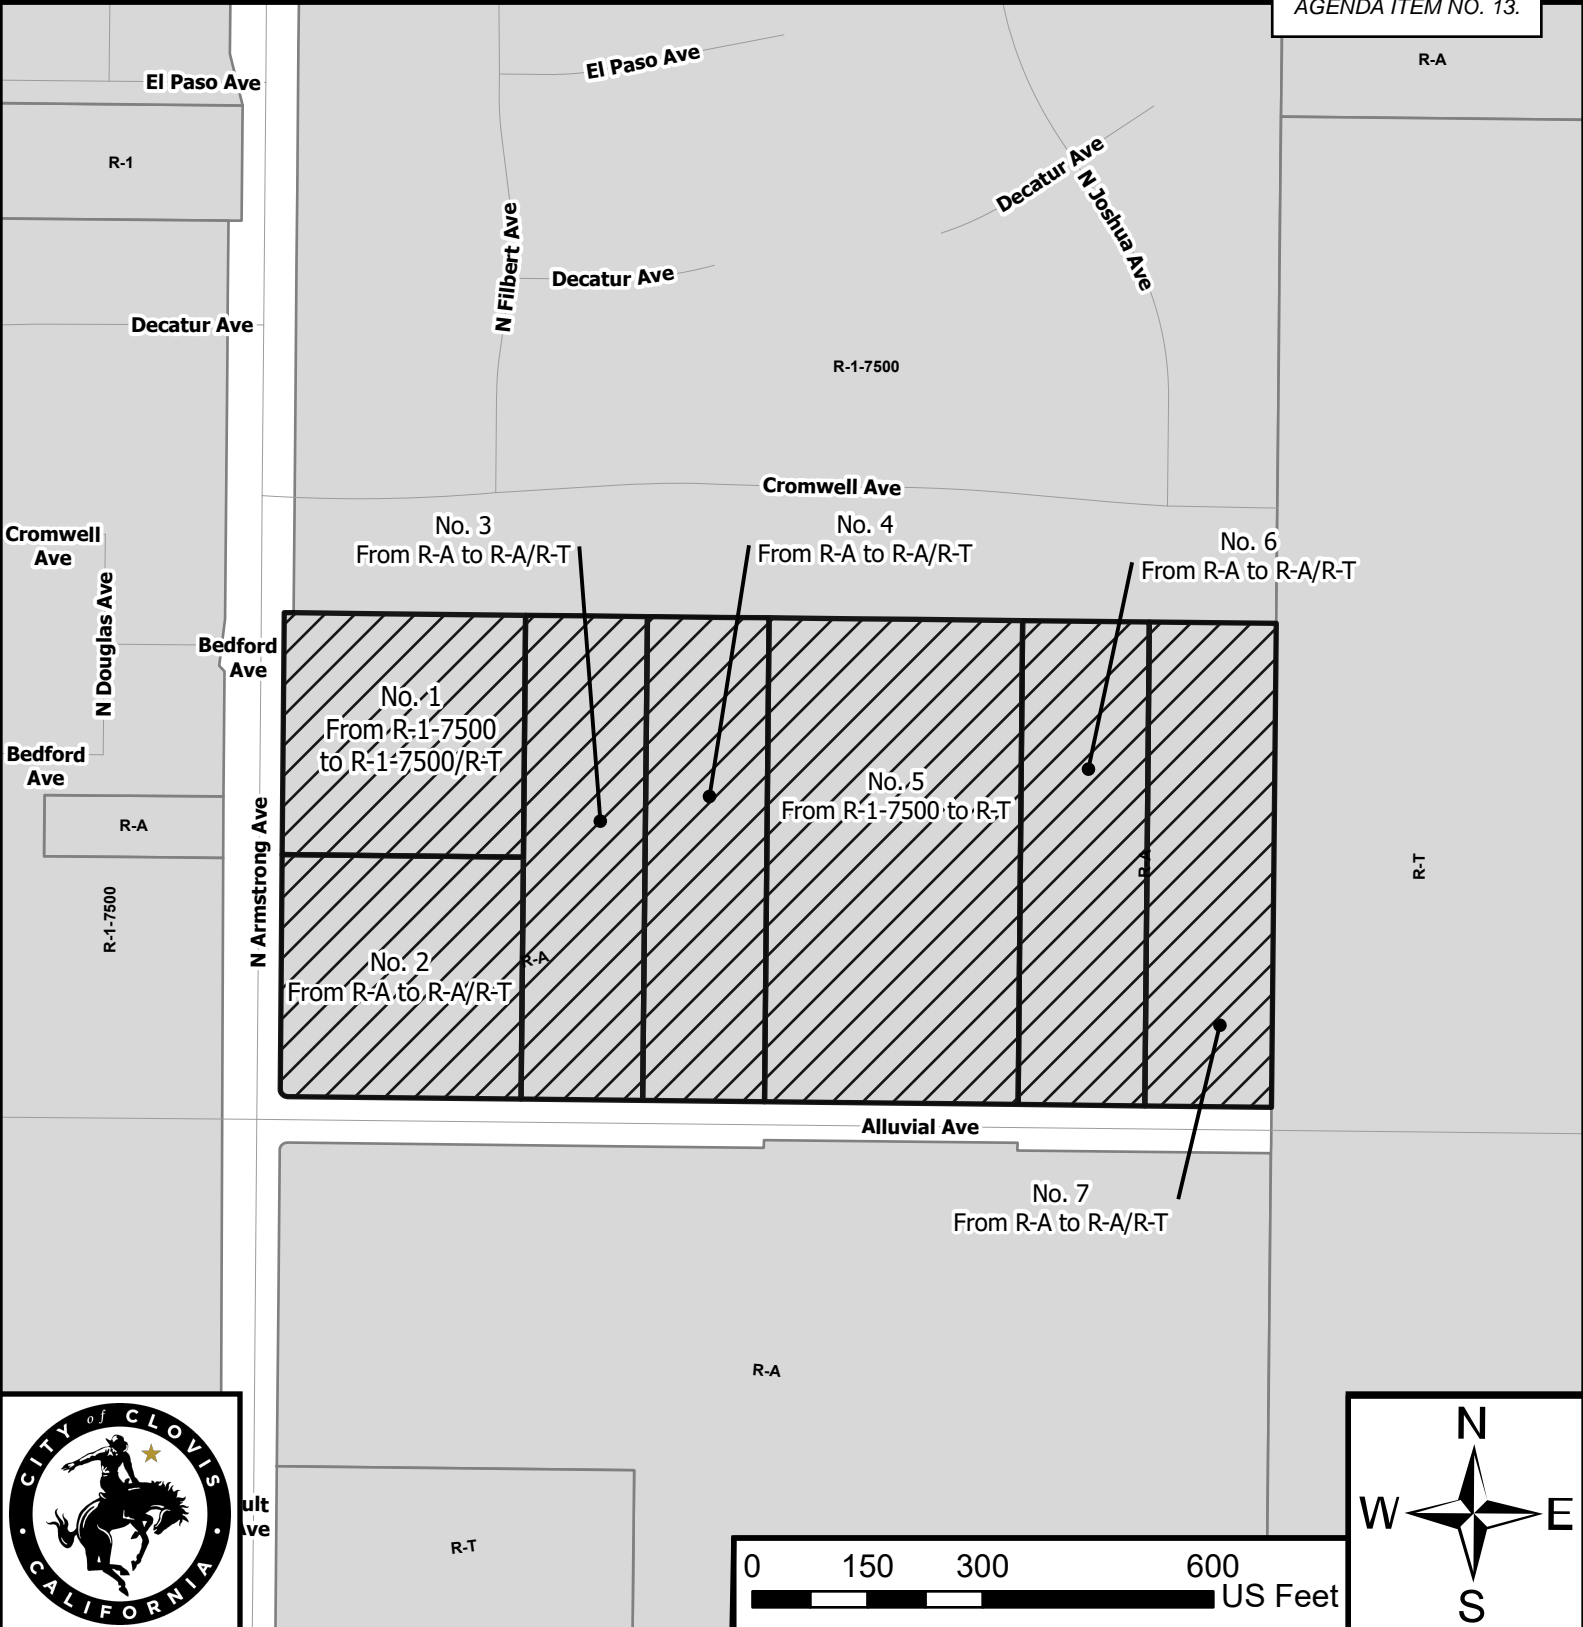 AGENDA ITEM NO. 13.
R-A
El Paso Ave
El Paso Ave
R-1
Decatur Ave
N Joshua Ave
N Filbert Ave
Decatur Ave
Decatur Ave
R-1-7500
Cromwell Ave
Cromwell
Ave
No. 3
From R-A to R-A/R-T
No. 4
From R-A to R-A/R-T
No. 6
From R-A to R-A/R-T
N Douglas Ave
Bedford
Ave
No. 1
From R-1-7500
to R-1-7500/R-T
Bedford
Ave
No. 5
From R-1-7500 to R-T
R-A
R-A
R-T
N Armstrong Ave
R-1-7500
No. 2
From R-A to R-A/R-T
R-A
Alluvial Ave
No. 7
From R-A to R-A/R-T
R-A
CITY of CLOVIS
CALIFORNIA
ult
Ave
R-T
0 150 300 600
US Feet
N
W E
S